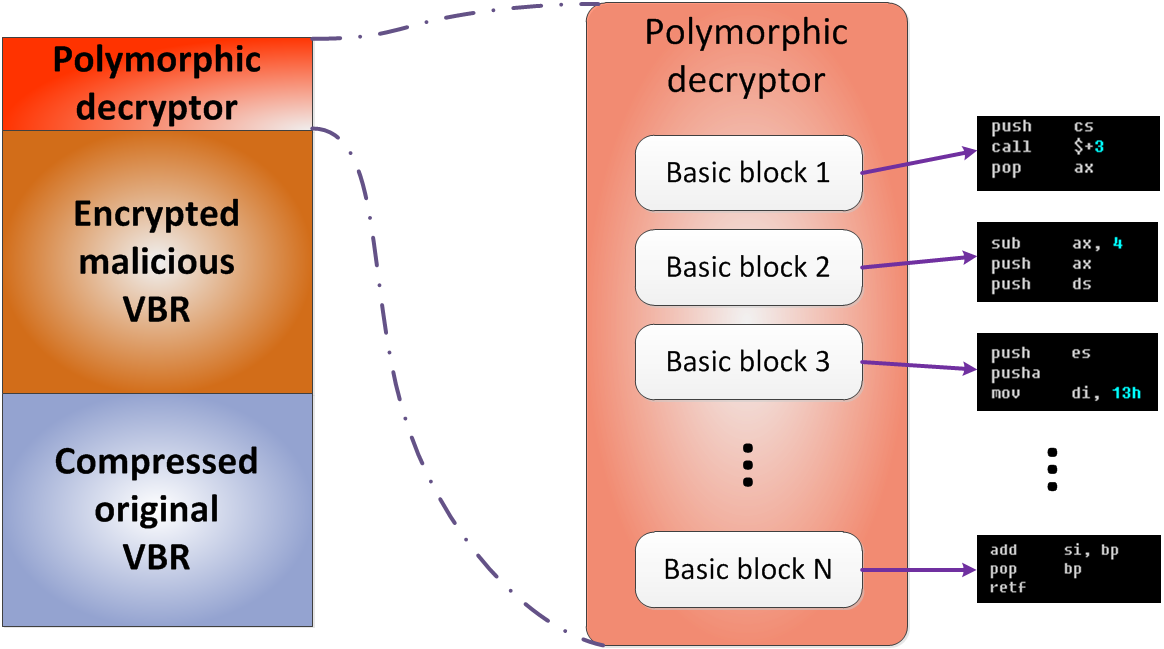 Polymorphic
decryptor
Encrypted
malicious
VBR
Compressed
original
VBR
Polymorphic
decryptor
Basic block 1
Basic block 2
Basic block 3
Basic block N
push cs
call $+3
pop ax
sub ax, 4
push ax
push ds
push es
pusha
mov di, 13h
add si, bp
pop bp
retf